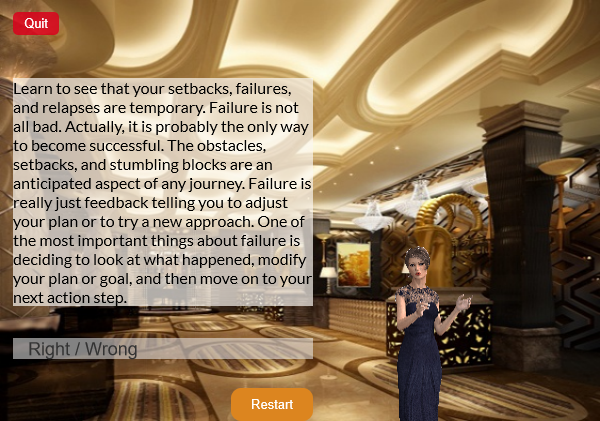 Quit
Learn to see that your setbacks, failures,
and relapses are temporary. Failure is not
all bad. Actually, it is probably the only way
to become successful. The obstacles,
setbacks, and stumbling blocks are an
anticipated aspect of any journey. Failure is
really just feedback telling you to adjust
your plan or to try a new approach. One of
the most important things about failure is
deciding to look at what happened, modify
your plan or goal, and then move on to your
next action step.
Right / Wrong
Restart